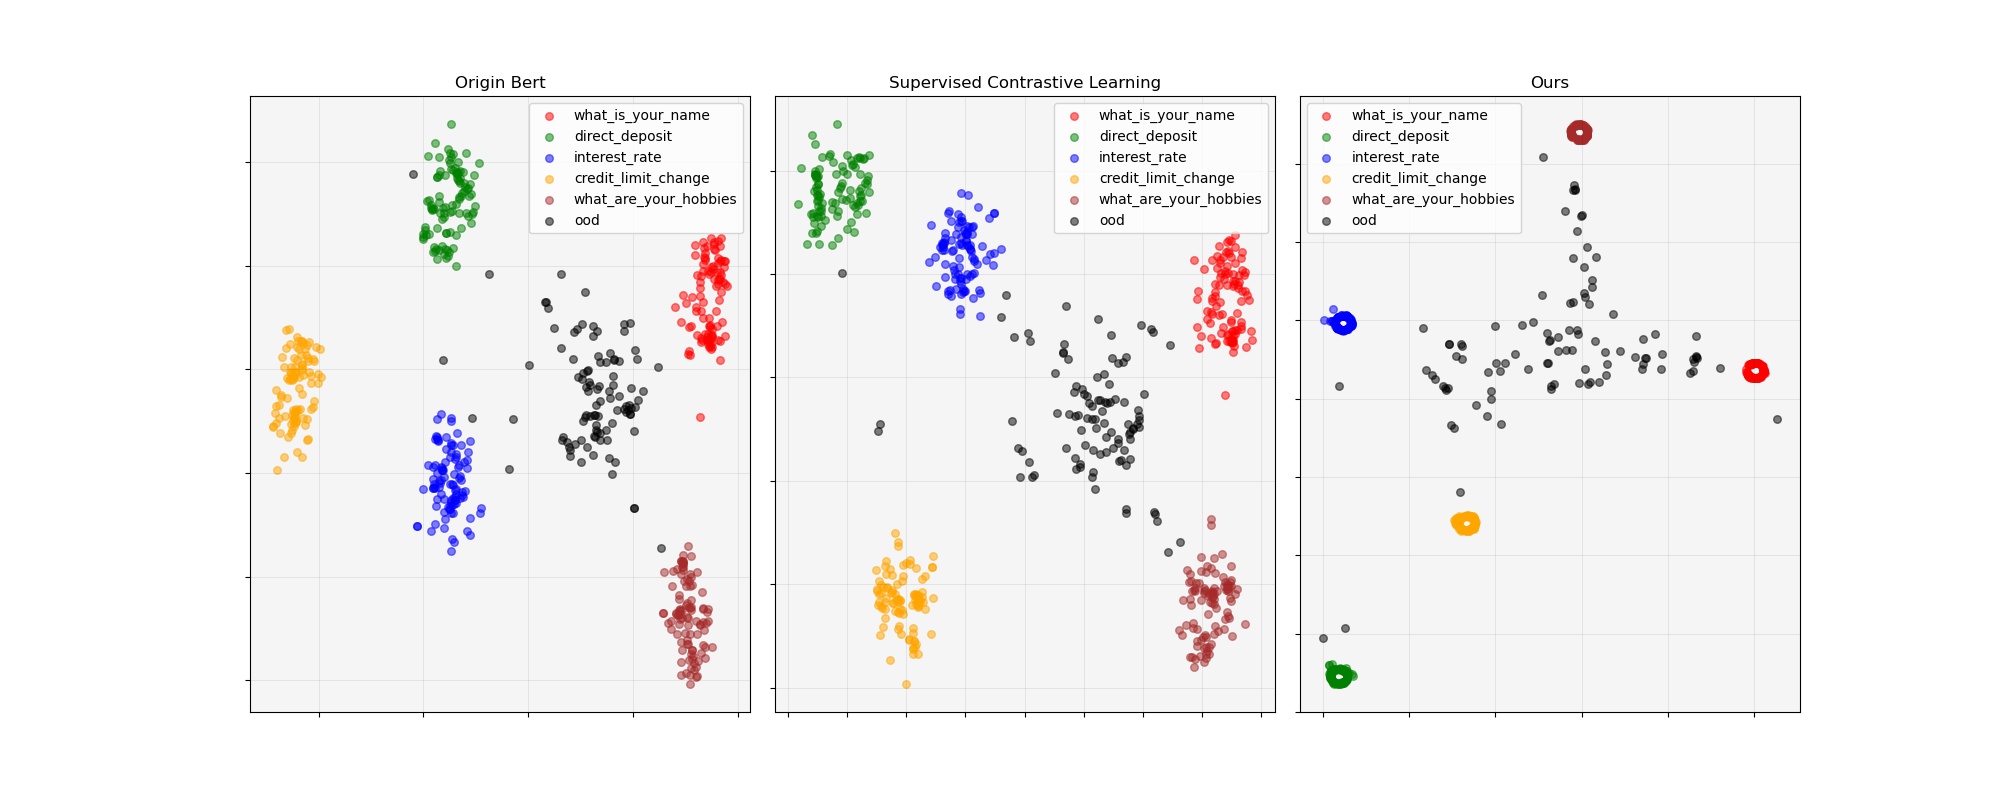 Origin Bert
what_is_your_name
direct_deposit
interest_rate
credit_limit_change
what_are_your_hobbies
ood
Supervised Contrastive Learning
what_is_your_name
direct_deposit
interest_rate
credit_limit_change
what_are_your_hobbies
ood
Ours
what_is_your_name
direct_deposit
interest_rate
credit_limit_change
what_are_your_hobbies
ood